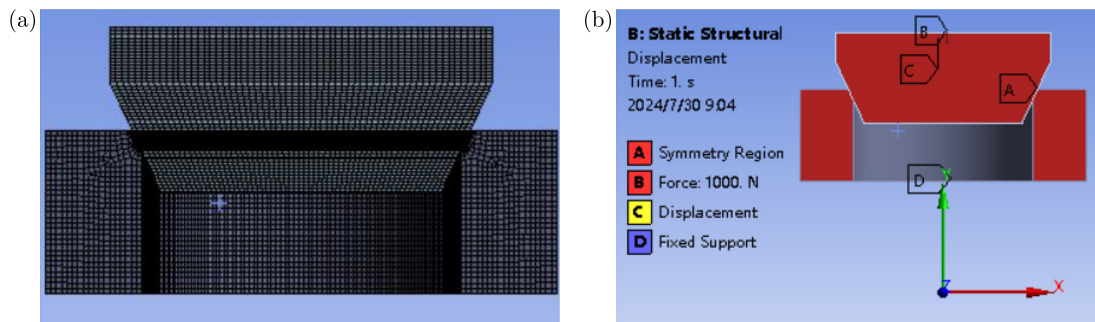 (a)
(b)
B: Static Structural
Displacement
Time: 1. s
2024/7/30 9:04
A Symmetry Region
B Force: 1000. N
C Displacement
D Fixed Support
B
C
A
D
Y
Z
X